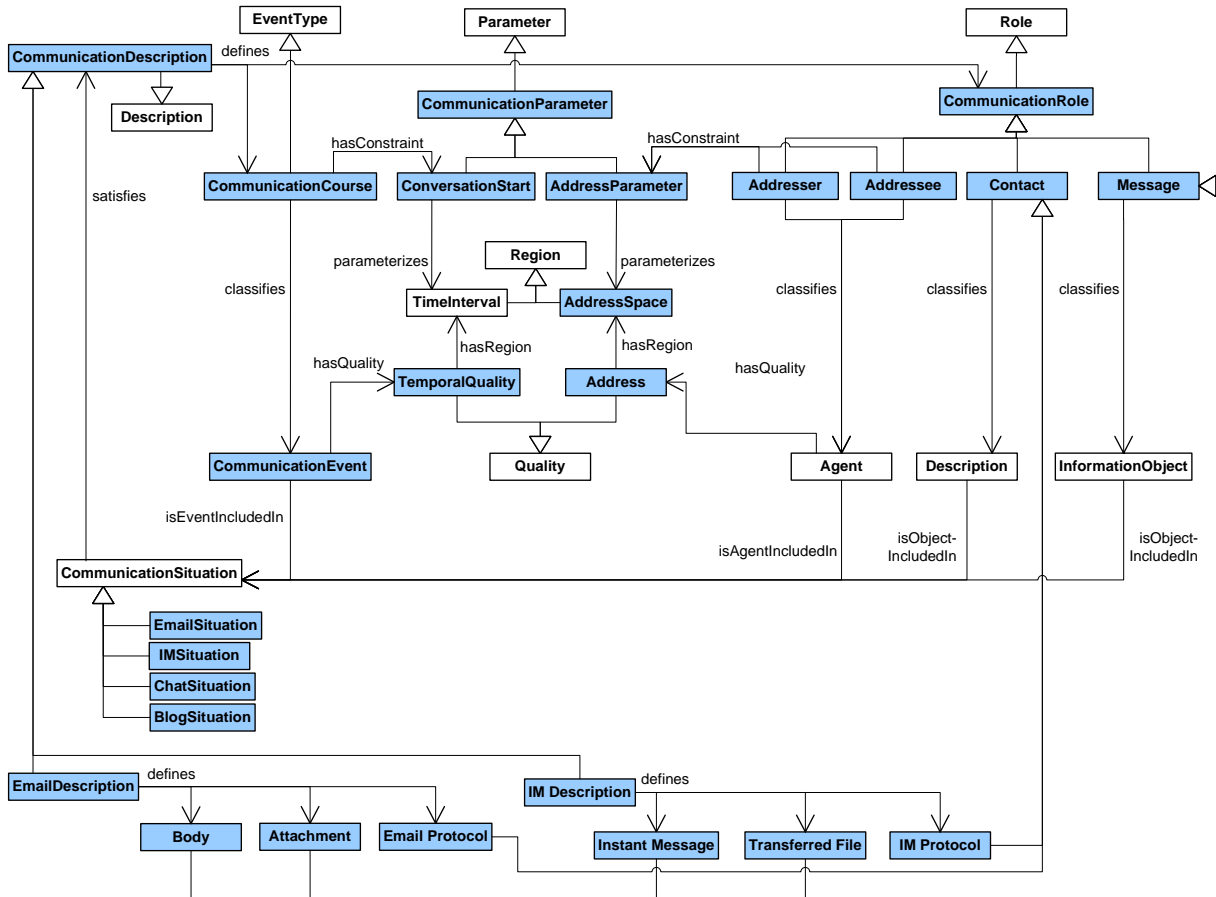 EventType
Parameter
Role
CommunicationDescription
defines
Description
CommunicationParameter
CommunicationRole
hasConstraint
hasConstraint
satisfies
CommunicationCourse
ConversationStart
AddressParameter
Addresser
Addressee
Contact
Message
Region
parameterizes
parameterizes
classifies
classifies
classifies
classifies
TimeInterval
AddressSpace
hasRegion
hasRegion
hasQuality
hasQuality
TemporalQuality
Address
CommunicationEvent
Quality
Agent
Description
InformationObject
isEventIncludedIn
isAgentIncludedIn
isObject-
IncludedIn
isObject-
IncludedIn
CommunicationSituation
EmailSituation
IMSituation
ChatSituation
BlogSituation
EmailDescription
defines
IM Description
defines
Body
Attachment
Email Protocol
Instant Message
Transferred File
IM Protocol